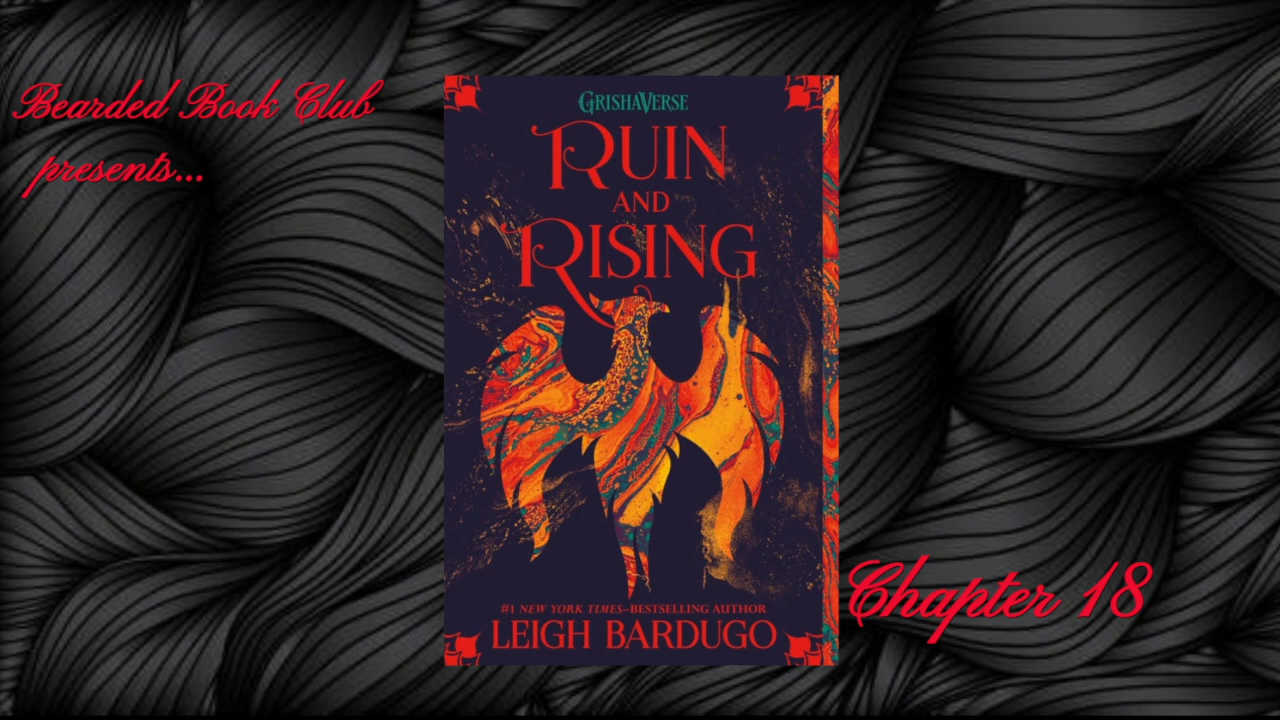 Bearded Book Club
presents...
GRISHAVERSE
RUIN
AND
RISING
#1 NEW YORK TIMES–BESTSELLING AUTHOR
LEIGH BARDUGO
Chapter 18